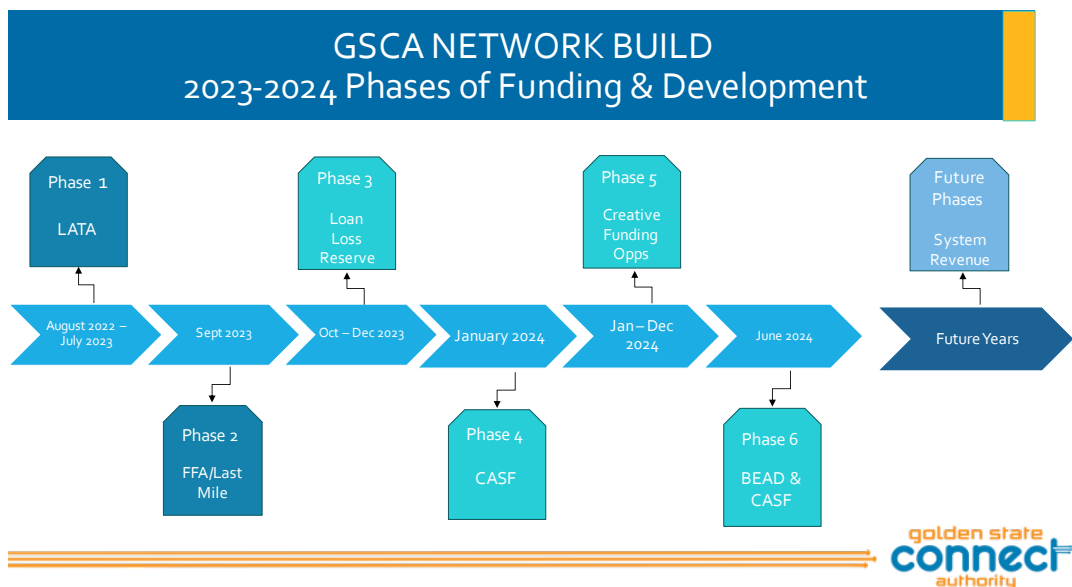 GSCA NETWORK BUILD
2023-2024 Phases of Funding & Development
Phase 1
LATA
Phase 3
Loan
Loss
Reserve
Phase 5
Creative
Funding
Opps
Future
Phases
System
Revenue
August 2022 –
July 2023
Sept 2023
Oct – Dec 2023
January 2024
Jan – Dec
2024
June 2024
Future Years
Phase 2
FFA/Last
Mile
Phase 4
CASF
Phase 6
BEAD &
CASF
golden state
connect
authority